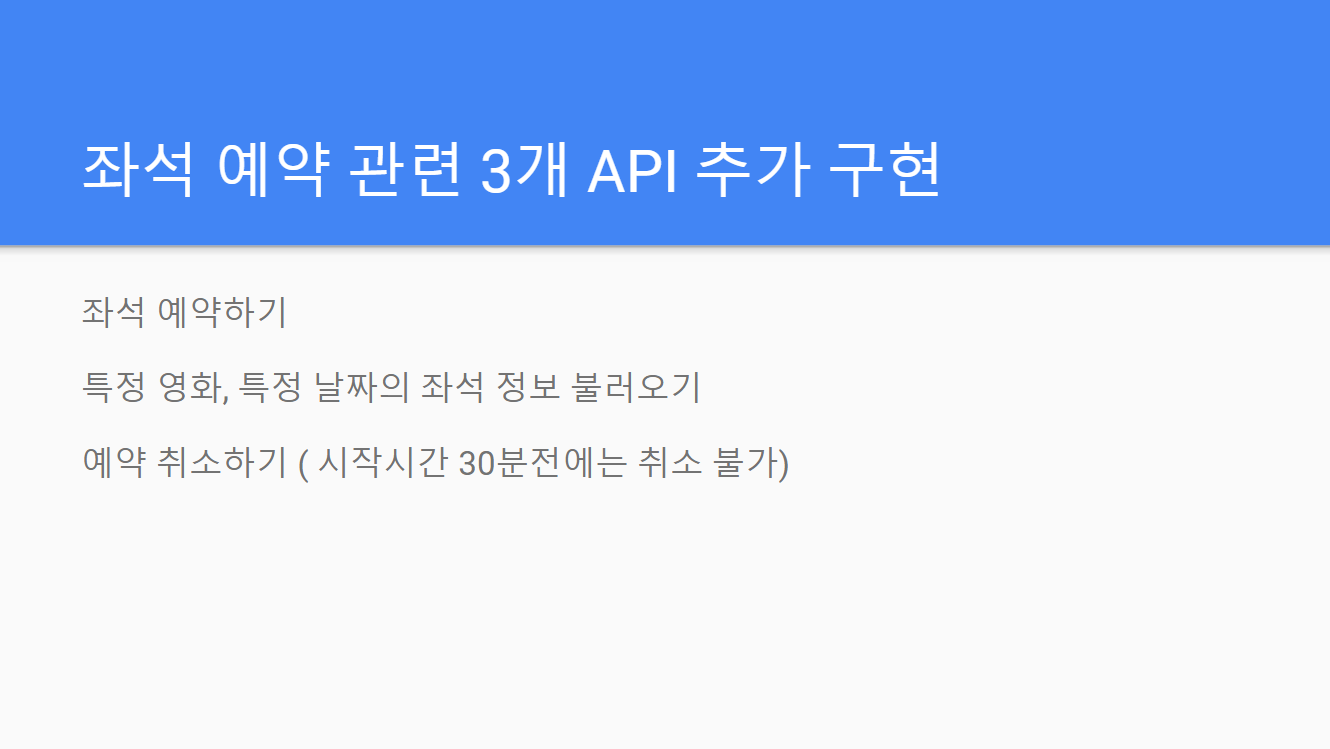 좌석 예약 관련 3개 API 추가 구현
좌석 예약하기
특정 영화, 특정 날짜의 좌석 정보 불러오기
예약 취소하기 ( 시작시간 30분전에는 취소 불가)